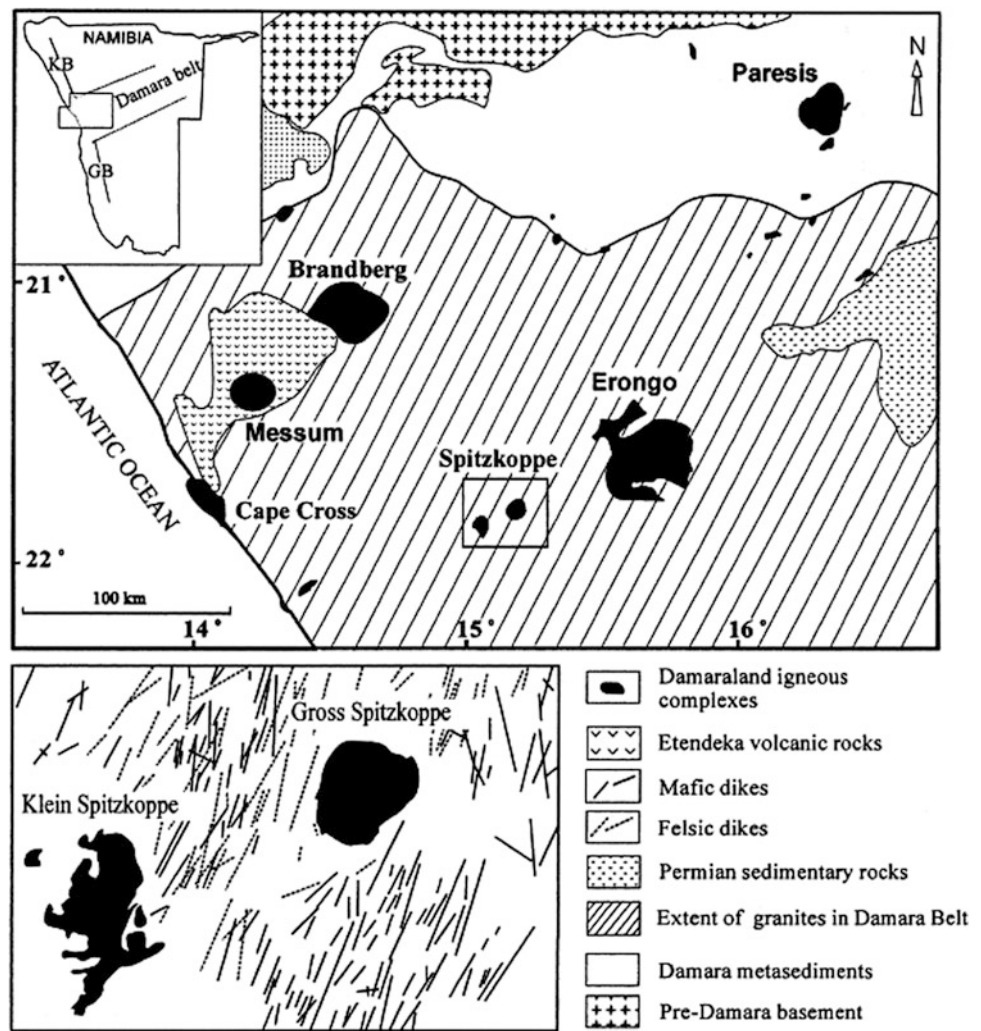 NAMIBIA
KB
Damara belt
GB
N
Paresis
21°
Brandberg
ATLANTIC OCEAN
Messum
Erongo
Spitzkoppe
Cape Cross
22°
100 km
14°
15°
16°
Gross Spitzkoppe
Klein Spitzkoppe
Damaraland igneous
complexes
Etendeka volcanic rocks
Mafic dikes
Felsic dikes
Permian sedimentary rocks
Extent of granites in Damara Belt
Damara metasediments
Pre-Damara basement